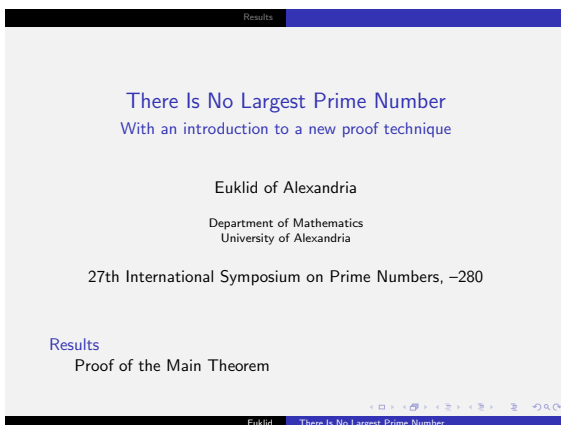 Results
There Is No Largest Prime Number
With an introduction to a new proof technique
Euklid of Alexandria
Department of Mathematics
University of Alexandria
27th International Symposium on Prime Numbers, –280
Results
Proof of the Main Theorem
Euklid There Is No Largest Prime Number